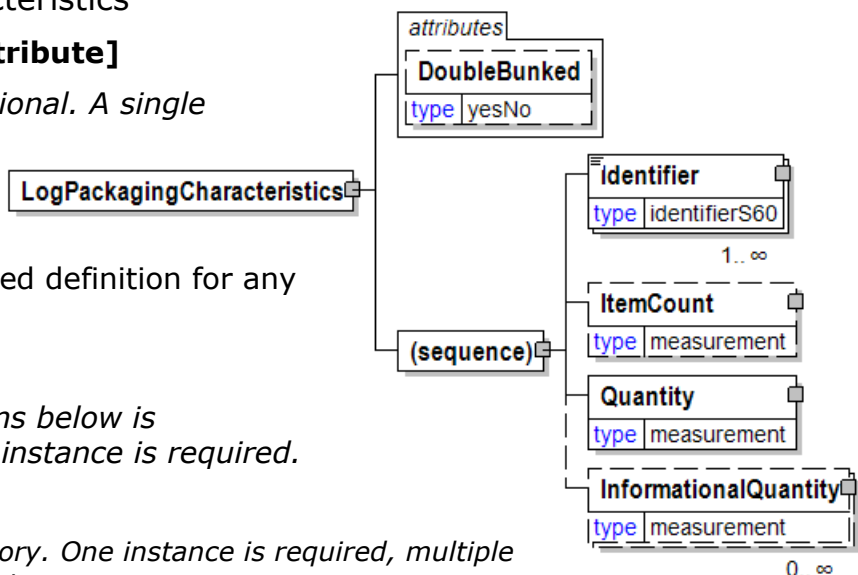 cteristics
tribute]
ional. A single
ed definition for any
ns below is
instance is required.
ory. One instance is required, multiple
attributes
DoubleBunked
type yesNo
LogPackagingCharacteristics
(sequence)
Identifier
type identifierS60
1.. ∞
ItemCount
type measurement
Quantity
type measurement
InformationalQuantity
type measurement
0.. ∞